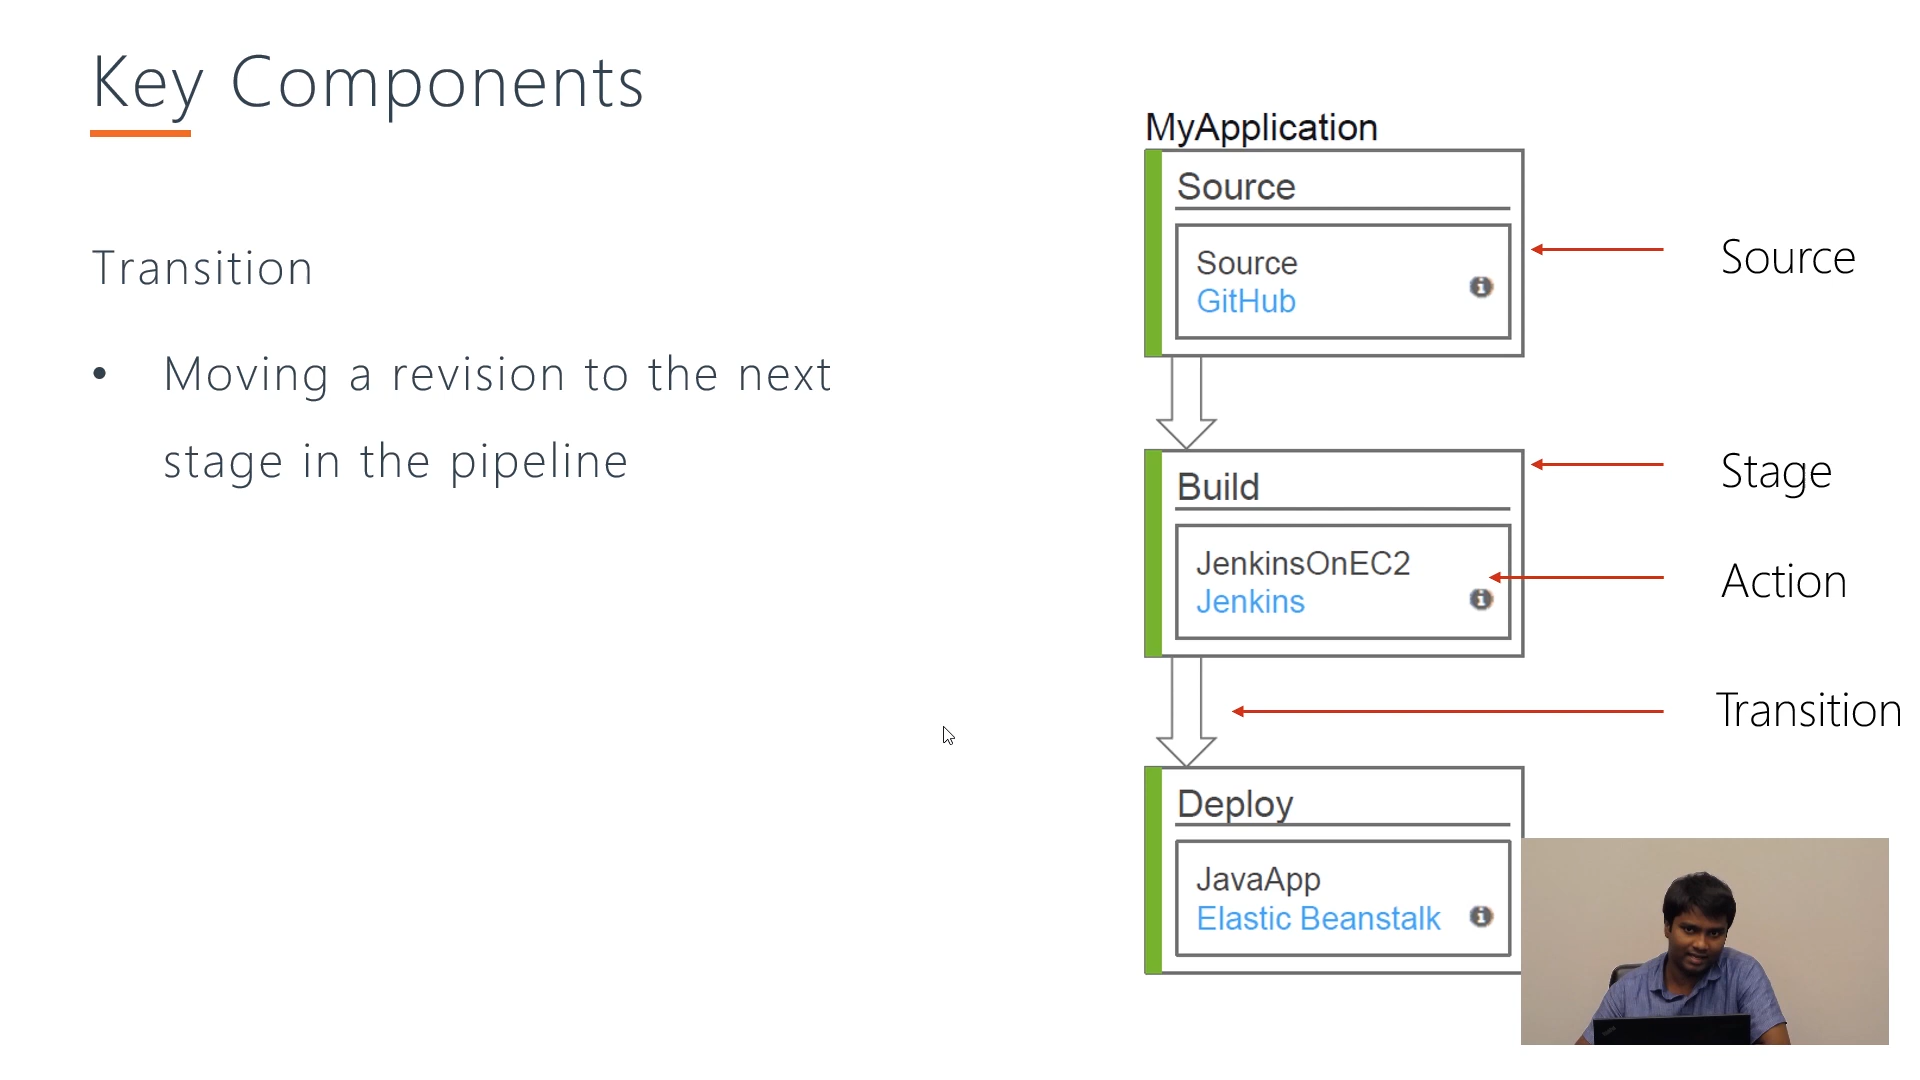 Key Components
Transition
• Moving a revision to the next
stage in the pipeline
MyApplication
Source
Source
GitHub
Source
Build
Stage
JenkinsOnEC2
Jenkins
Action
Transition
Deploy
JavaApp
Elastic Beanstalk